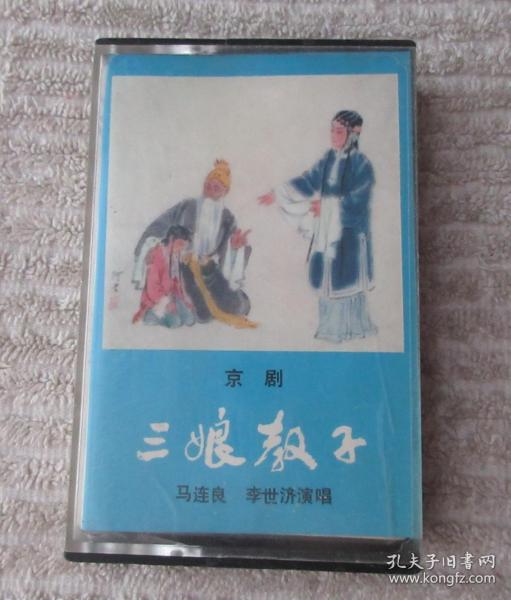 京剧
三娘教子
马连良 李世济演唱
孔夫子旧书网
www.kongfz.com